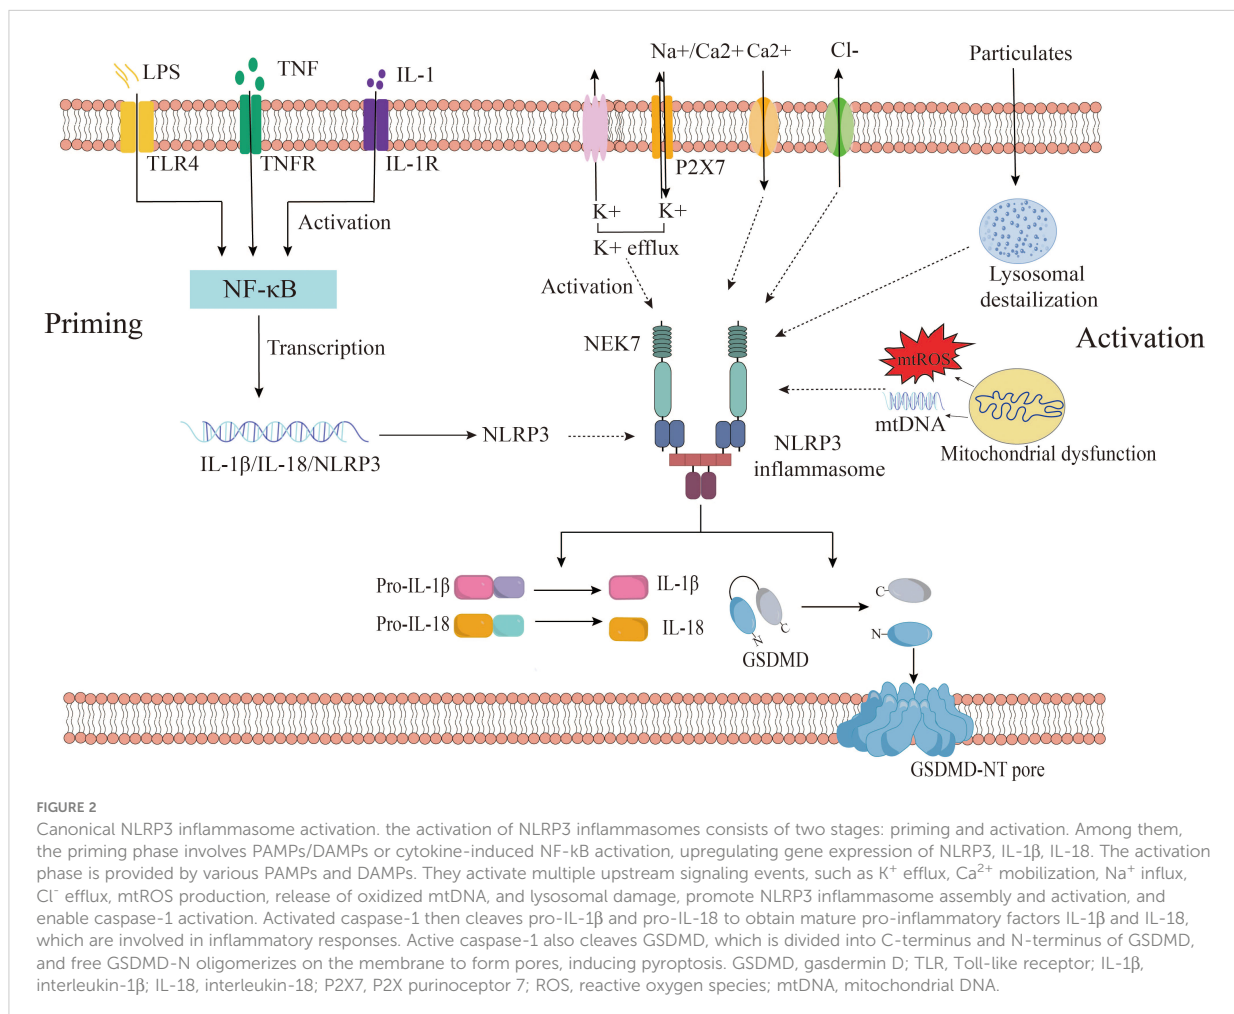 LPS
TNF
IL-1
Na+/Ca2+
Ca2+
Cl-
Particulates
TLR4
TNFR
IL-1R
P2X7
K+
K+
Activation
K+ efflux
Lysosomal
destailization
NF-κB
Activation
Priming
Activation
Transcription
NEK7
mtROS
mtDNA
Mitochondrial dysfunction
NLRP3
NLRP3
inflammasome
IL-1β/IL-18/NLRP3
Pro-IL-1β
IL-1β
Pro-IL-18
IL-18
N
C
GSDMD
C
N
GSDMD-NT pore
FIGURE 2
Canonical NLRP3 inflammasome activation. the activation of NLRP3 inflammasomes consists of two stages: priming and activation. Among them,
the priming phase involves PAMPs/DAMPs or cytokine-induced NF-kB activation, upregulating gene expression of NLRP3, IL-1β, IL-18. The activation
phase is provided by various PAMPs and DAMPs. They activate multiple upstream signaling events, such as K⁺ efflux, Ca²⁺ mobilization, Na⁺ influx,
Cl⁻ efflux, mtROS production, release of oxidized mtDNA, and lysosomal damage, promote NLRP3 inflammasome assembly and activation, and
enable caspase-1 activation. Activated caspase-1 then cleaves pro-IL-1β and pro-IL-18 to obtain mature pro-inflammatory factors IL-1β and IL-18,
which are involved in inflammatory responses. Active caspase-1 also cleaves GSDMD, which is divided into C-terminus and N-terminus of GSDMD,
and free GSDMD-N oligomerizes on the membrane to form pores, inducing pyroptosis. GSDMD, gasdermin D; TLR, Toll-like receptor; IL-1β,
interleukin-1β; IL-18, interleukin-18; P2X7, P2X purinoceptor 7; ROS, reactive oxygen species; mtDNA, mitochondrial DNA.